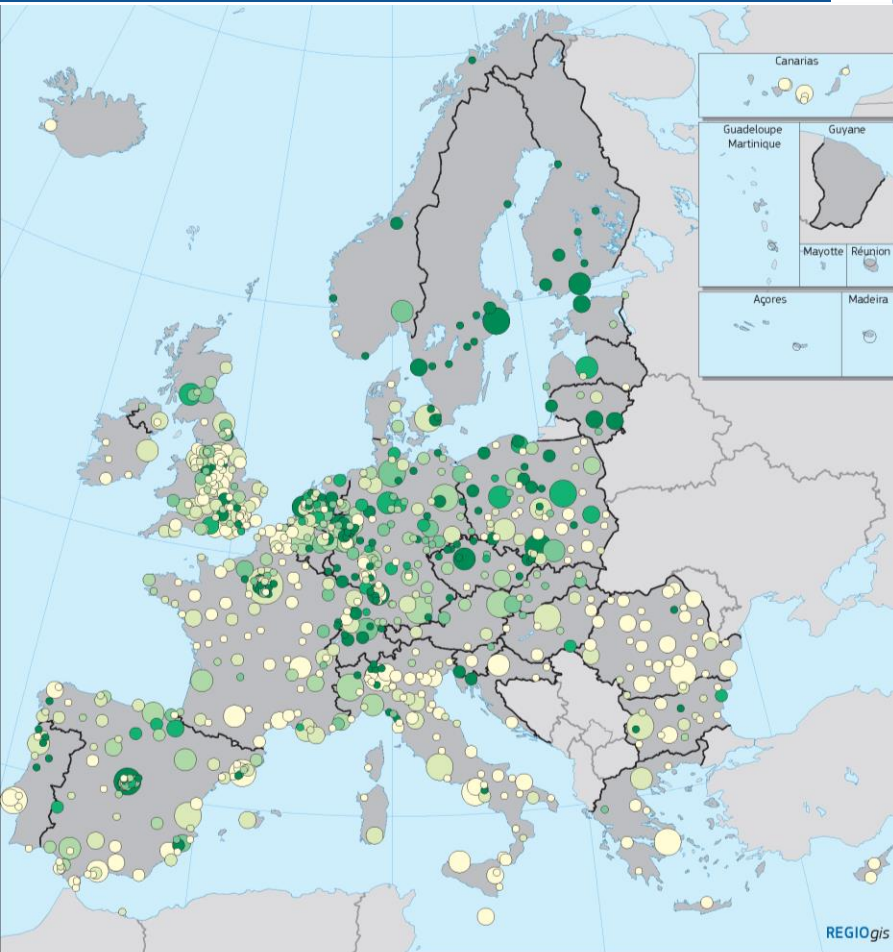 Canarias
Guadeloupe
Martinique
Guyane
Mayotte
Réunion
Açores
Madeira
REGIOgis